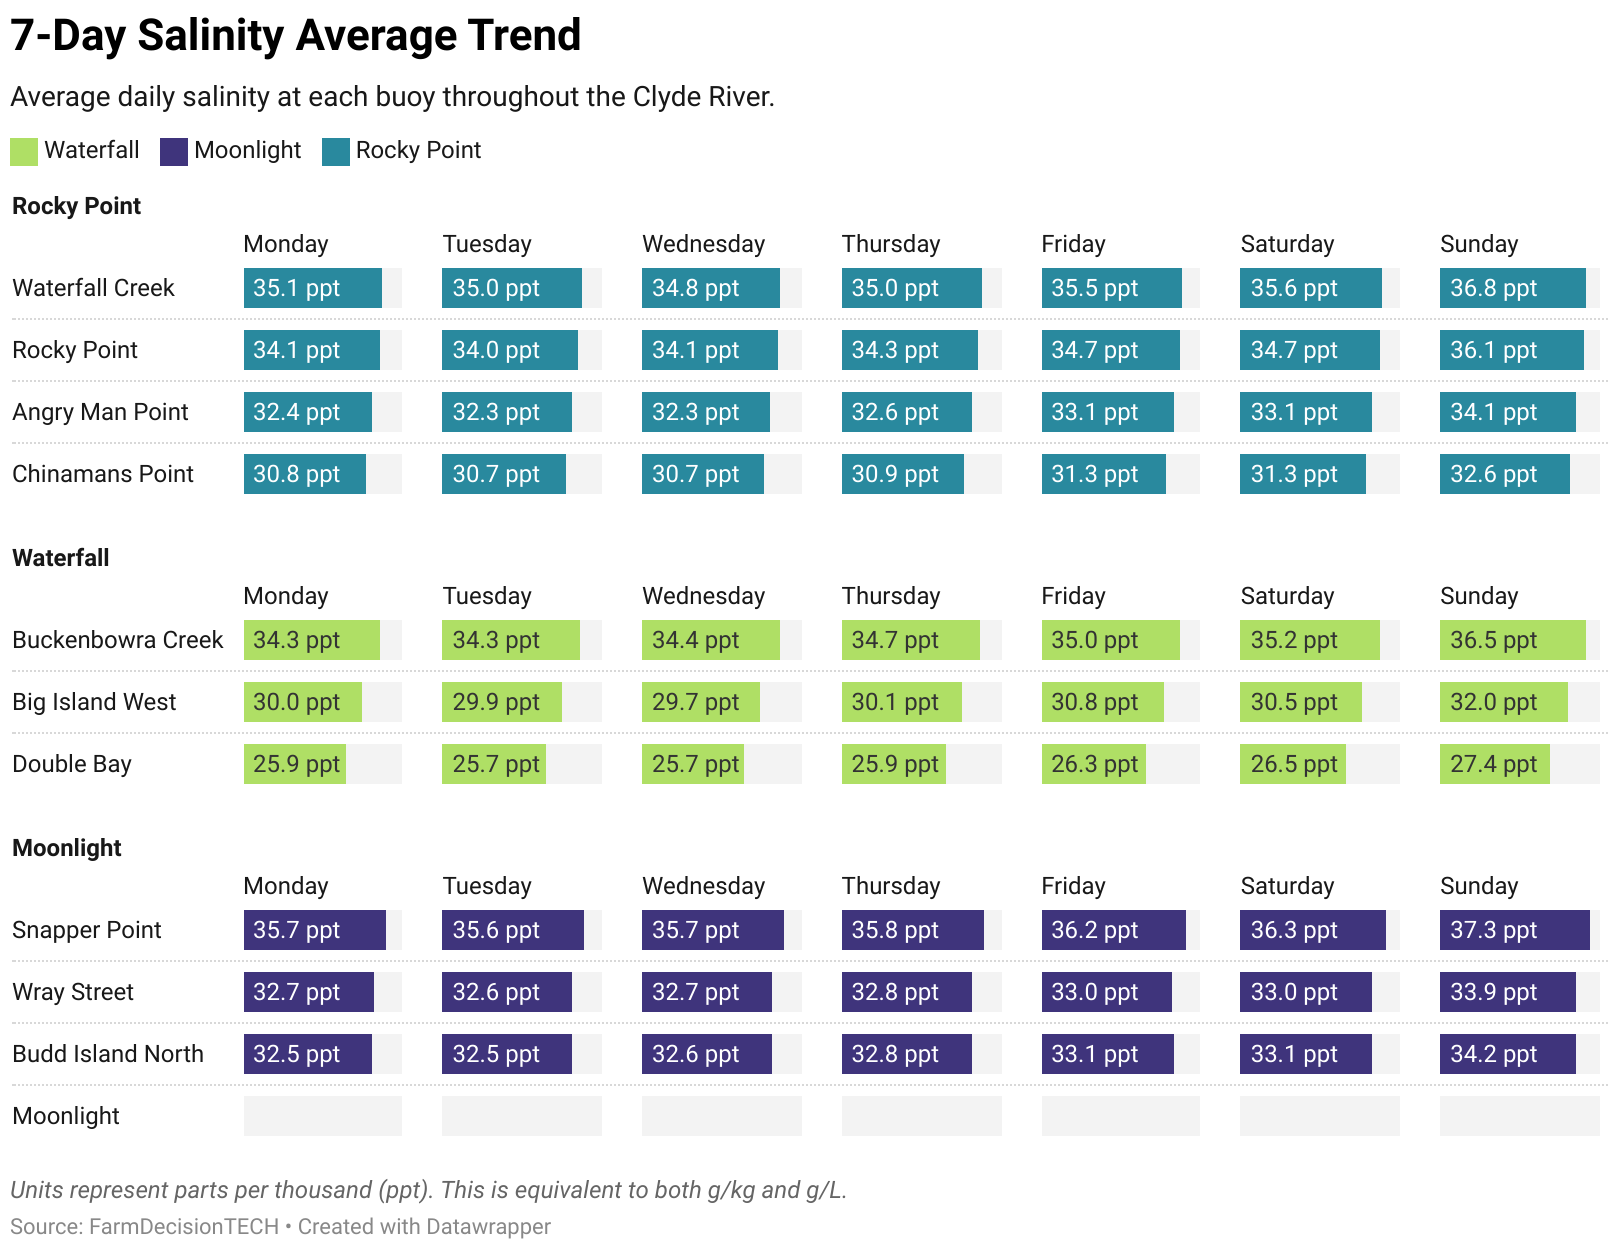 7-Day Salinity Average Trend
Average daily salinity at each buoy throughout the Clyde River.
Waterfall Moonlight Rocky Point
Rocky Point
Monday Tuesday Wednesday Thursday Friday Saturday Sunday
Waterfall Creek 35.1 ppt 35.0 ppt 34.8 ppt 35.0 ppt 35.5 ppt 35.6 ppt 36.8 ppt
Rocky Point 34.1 ppt 34.0 ppt 34.1 ppt 34.3 ppt 34.7 ppt 34.7 ppt 36.1 ppt
Angry Man Point 32.4 ppt 32.3 ppt 32.3 ppt 32.6 ppt 33.1 ppt 33.1 ppt 34.1 ppt
Chinamans Point 30.8 ppt 30.7 ppt 30.7 ppt 30.9 ppt 31.3 ppt 31.3 ppt 32.6 ppt
Waterfall
Monday Tuesday Wednesday Thursday Friday Saturday Sunday
Buckenbowra Creek 34.3 ppt 34.3 ppt 34.4 ppt 34.7 ppt 35.0 ppt 35.2 ppt 36.5 ppt
Big Island West 30.0 ppt 29.9 ppt 29.7 ppt 30.1 ppt 30.8 ppt 30.5 ppt 32.0 ppt
Double Bay 25.9 ppt 25.7 ppt 25.7 ppt 25.9 ppt 26.3 ppt 26.5 ppt 27.4 ppt
Moonlight
Monday Tuesday Wednesday Thursday Friday Saturday Sunday
Snapper Point 35.7 ppt 35.6 ppt 35.7 ppt 35.8 ppt 36.2 ppt 36.3 ppt 37.3 ppt
Wray Street 32.7 ppt 32.6 ppt 32.7 ppt 32.8 ppt 33.0 ppt 33.0 ppt 33.9 ppt
Budd Island North 32.5 ppt 32.5 ppt 32.6 ppt 32.8 ppt 33.1 ppt 33.1 ppt 34.2 ppt
Moonlight
Units represent parts per thousand (ppt). This is equivalent to both g/kg and g/L.
Source: FarmDecisionTECH • Created with Datawrapper